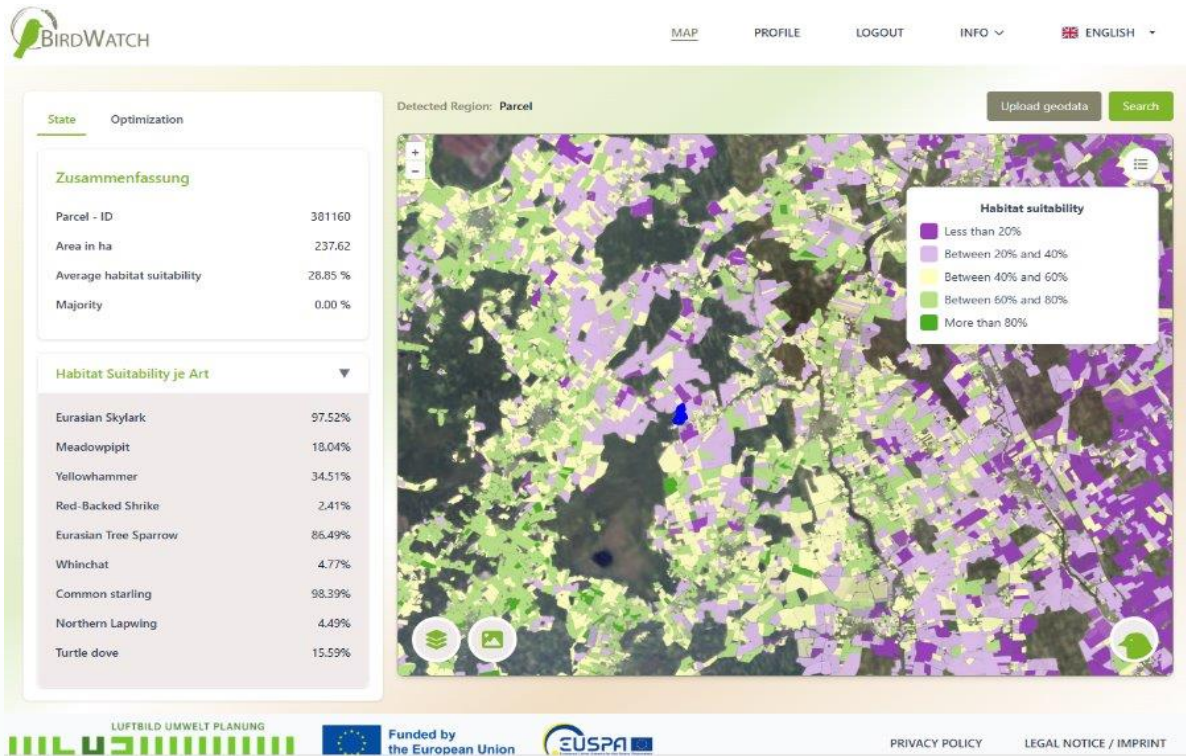 BIRDWATCH
MAP PROFILE LOGOUT INFO ENGLISH
State Optimization
Detected Region: Parcel
Upload geodata Search
Zusammenfassung
Parcel - ID 381160
Area in ha 237.62
Average habitat suitability 28.85 %
Majority 0.00 %
Habitat Suitability je Art
Eurasian Skylark 97.52%
Meadowpipit 18.04%
Yellowhammer 34.51%
Red-Backed Shrike 2.41%
Eurasian Tree Sparrow 86.49%
Whinchat 4.77%
Common starling 98.39%
Northern Lapwing 4.49%
Turtle dove 15.59%
+
-
Habitat suitability
Less than 20%
Between 20% and 40%
Between 40% and 60%
Between 60% and 80%
More than 80%
LUFTBILD UMWELT PLANUNG
LUP
Funded by
the European Union
EUSPA
PRIVACY POLICY LEGAL NOTICE / IMPRINT